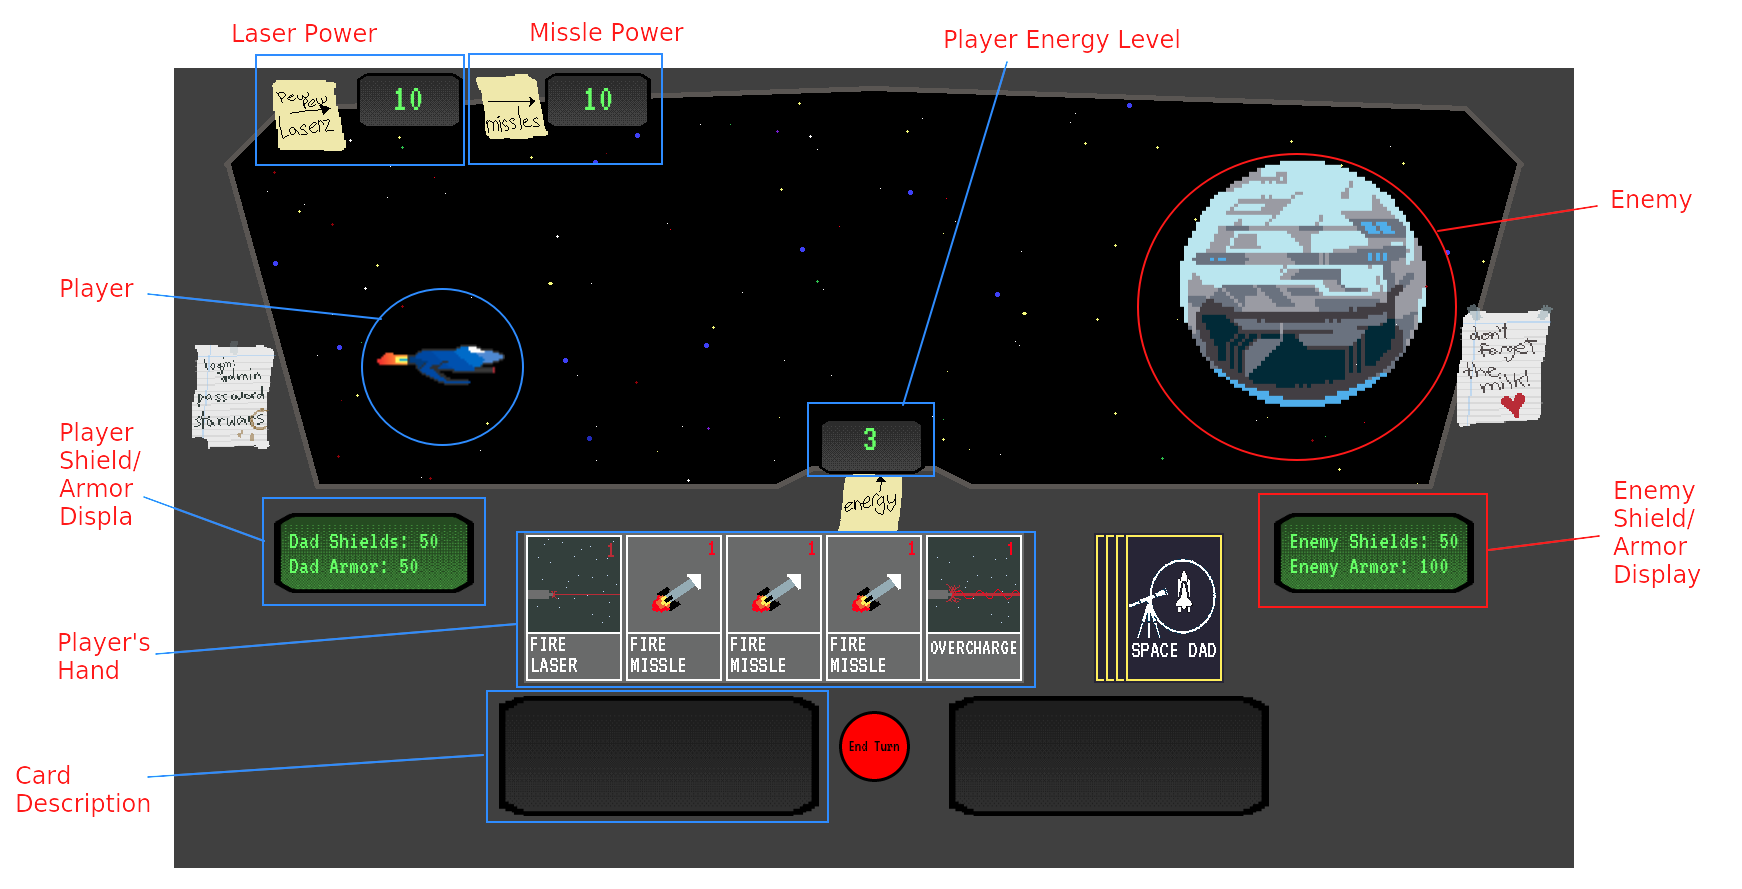 Laser Power
Missle Power
Player Energy Level
Pew Pew
Laserz
10
missles
10
Enemy
Player
login:
admin
password
starwars
don't
forget
the
milk!
3
energy
Player
Shield/
Armor
Displa
Dad Shields: 50
Dad Armor: 50
Enemy Shields: 50
Enemy Armor: 100
Enemy
Shield/
Armor
Display
1
1
1
1
1
FIRE
LASER
FIRE
MISSLE
FIRE
MISSLE
FIRE
MISSLE
OVERCHARGE
SPACE DAD
Player's
Hand
End Turn
Card
Description